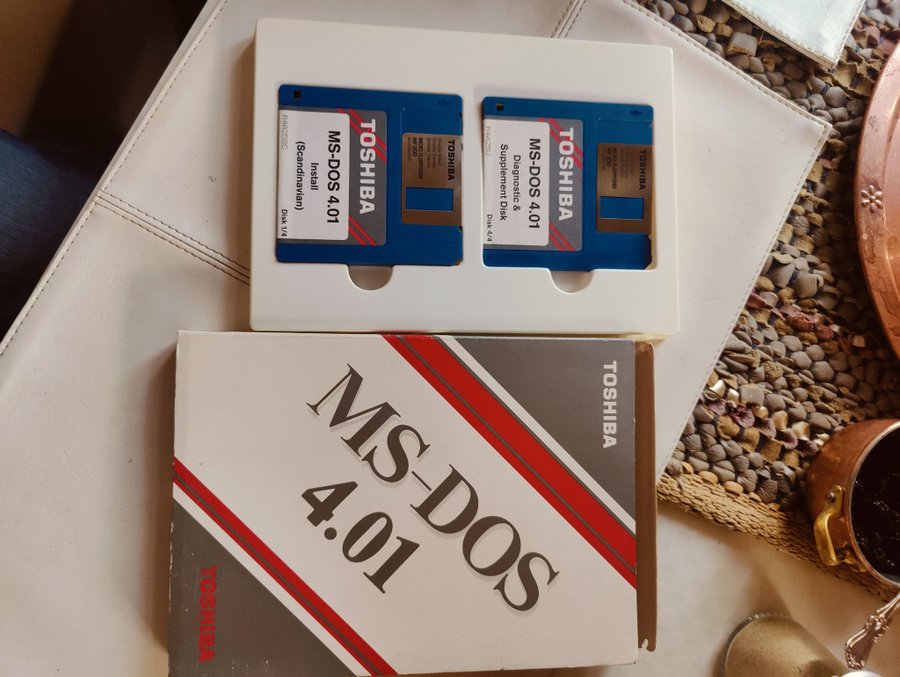 TOSHIBA
MS-DOS 4.01
Install
(Scandinavian)
Disk 1/4
TOSHIBA
TOSHIBA
MS-DOS 4.01
Diagnostic &
Supplement Disk
Disk 4/4
TOSHIBA
TOSHIBA
MS-DOS
4.01
TOSHIBA